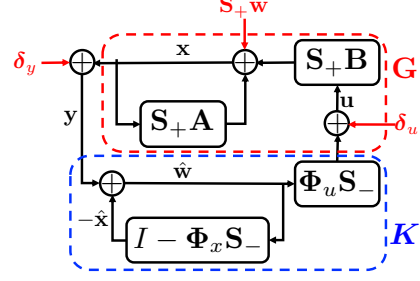 S₊w
δ_y
x
S₊B
G
S₊A
u
δ_u
y
ŵ
Φ_uS₋
−x̂
I − Φ_xS₋
K